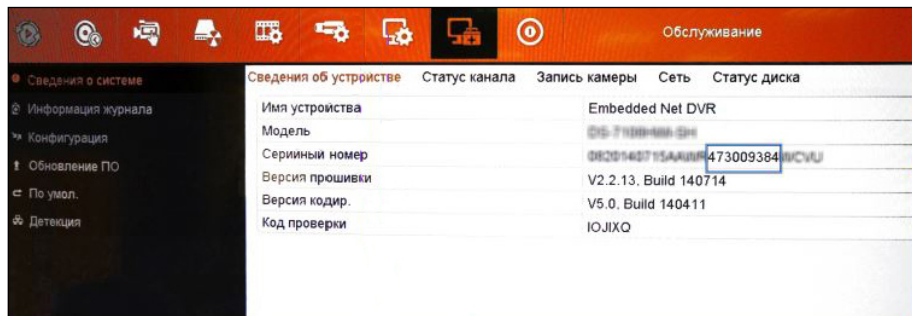 Обслуживание
Сведения о системе
Информация журнала
Конфигурация
Обновление ПО
По умол.
Детекция
Сведения об устройстве Статус канала Запись камеры Сеть Статус диска
Имя устройства Embedded Net DVR
Модель
Серийный номер 473009384
Версия прошивки V2.2.13, Build 140714
Версия кодир. V5.0, Build 140411
Код проверки IOJIXQ